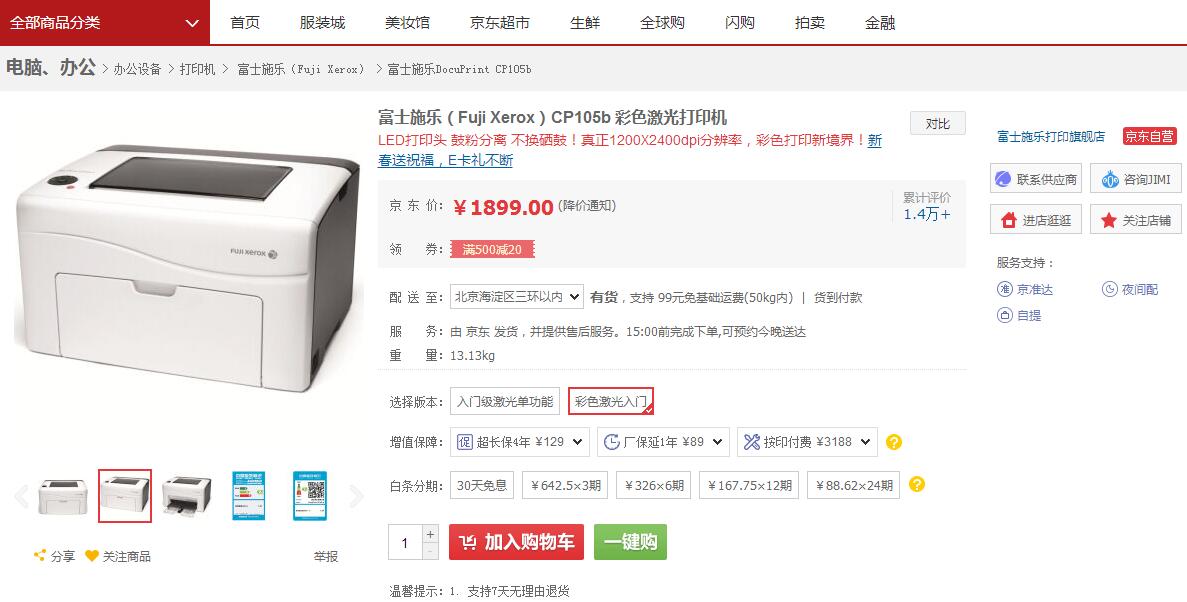 全部商品分类 首页 服装城 美妆馆 京东超市 生鲜 全球购 闪购 拍卖 金融
电脑、办公 > 办公设备 > 打印机 > 富士施乐（Fuji Xerox） > 富士施乐DocuPrint CP105b
富士施乐（Fuji Xerox）CP105b 彩色激光打印机
对比
LED打印头 鼓粉分离 不换硒鼓！真正1200X2400dpi分辨率，彩色打印新境界！新
春送祝福，E卡礼不断
富士施乐打印旗舰店 京东自营
联系供应商 咨询JIMI
进店逛逛 关注店铺
服务支持：
京准达 夜间配
自提
京东价： ￥1899.00 (降价通知)
累计评价
1.4万+
领券： 满500减20
配送至： 北京海淀区三环以内 有货，支持 99元免基础运费(50kg内) | 货到付款
服务： 由 京东 发货，并提供售后服务。15:00前完成下单,可预约今晚送达
重量： 13.13kg
选择版本： 入门级激光单功能 彩色激光入门
增值保障： 促 超长保4年 ￥129 厂保延1年 ￥89 按印付费 ￥3188 ?
白条分期： 30天免息 ￥642.5×3期 ￥326×6期 ￥167.75×12期 ￥88.62×24期 ?
1 + - 加入购物车 一键购
温馨提示： 1. 支持7天无理由退货
FUJI XEROX
分享 关注商品 举报